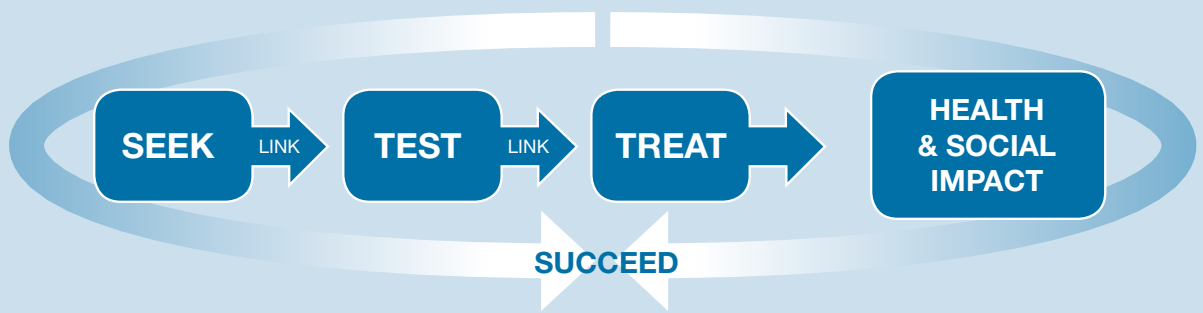 SEEK
LINK
TEST
LINK
TREAT
HEALTH
& SOCIAL
IMPACT
SUCCEED